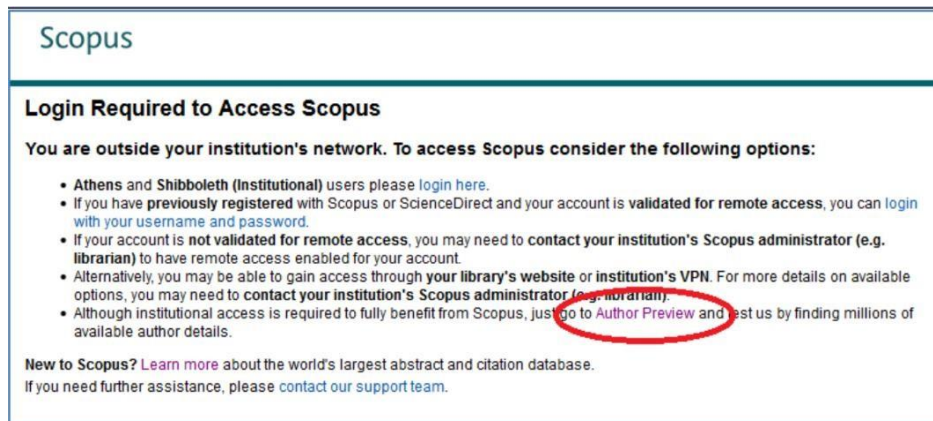 Scopus
Login Required to Access Scopus
You are outside your institution's network. To access Scopus consider the following options:
• Athens and Shibboleth (Institutional) users please login here.
• If you have previously registered with Scopus or ScienceDirect and your account is validated for remote access, you can login
with your username and password.
• If your account is not validated for remote access, you may need to contact your institution's Scopus administrator (e.g.
librarian) to have remote access enabled for your account.
• Alternatively, you may be able to gain access through your library's website or institution's VPN. For more details on available
options, you may need to contact your institution's Scopus administrator (e.g. librarian).
• Although institutional access is required to fully benefit from Scopus, just go to Author Preview and test us by finding millions of
available author details.
New to Scopus? Learn more about the world's largest abstract and citation database.
If you need further assistance, please contact our support team.